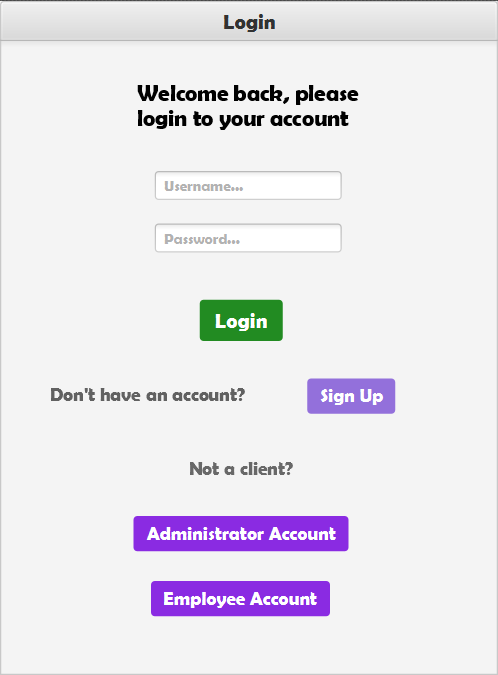 Login
Welcome back, please
login to your account
Username...
Password...
Login
Don't have an account? Sign Up
Not a client?
Administrator Account
Employee Account